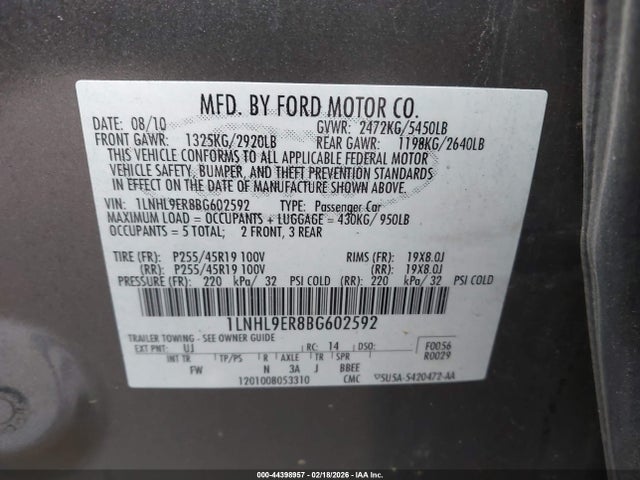 MFD. BY FORD MOTOR CO.
DATE: 08/10 GVWR: 2472KG/5450LB
FRONT GAWR: 1325KG/2920LB REAR GAWR: 1198KG/2640LB
THIS VEHICLE CONFORMS TO ALL APPLICABLE FEDERAL MOTOR
VEHICLE SAFETY, BUMPER, AND THEFT PREVENTION STANDARDS
IN EFFECT ON THE DATE OF MANUFACTURE SHOWN ABOVE.
VIN: 1LNHL9ER8BG602592 TYPE: Passenger Car
MAXIMUM LOAD = OCCUPANTS + LUGGAGE = 430KG/ 950LB
OCCUPANTS = 5 TOTAL; 2 FRONT, 3 REAR
TIRE (FR): P255/45R19 100V RIMS (FR): 19X8.0J
(RR): P255/45R19 100V (RR): 19X8.0J
PRESSURE (FR): 220 kPa/ 32 PSI COLD (RR): 220 kPa/ 32 PSI COLD
1LNHL9ER8BG602592
TRAILER TOWING - SEE OWNER GUIDE
EXT PNT: UJ RC: 14 DSO: F0056
INT TR TP/PS R AXLE TR SPR R0029
FW N 3A J BBEE
1201008053310 CMC 5U5A-5420472-AA
000-44398957 - 02/18/2026 - IAA Inc.